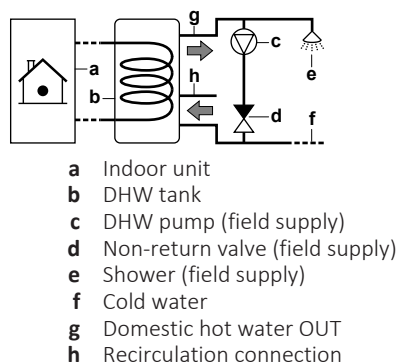 g
c
a
h
e
b
d
f
a Indoor unit
b DHW tank
c DHW pump (field supply)
d Non-return valve (field supply)
e Shower (field supply)
f Cold water
g Domestic hot water OUT
h Recirculation connection